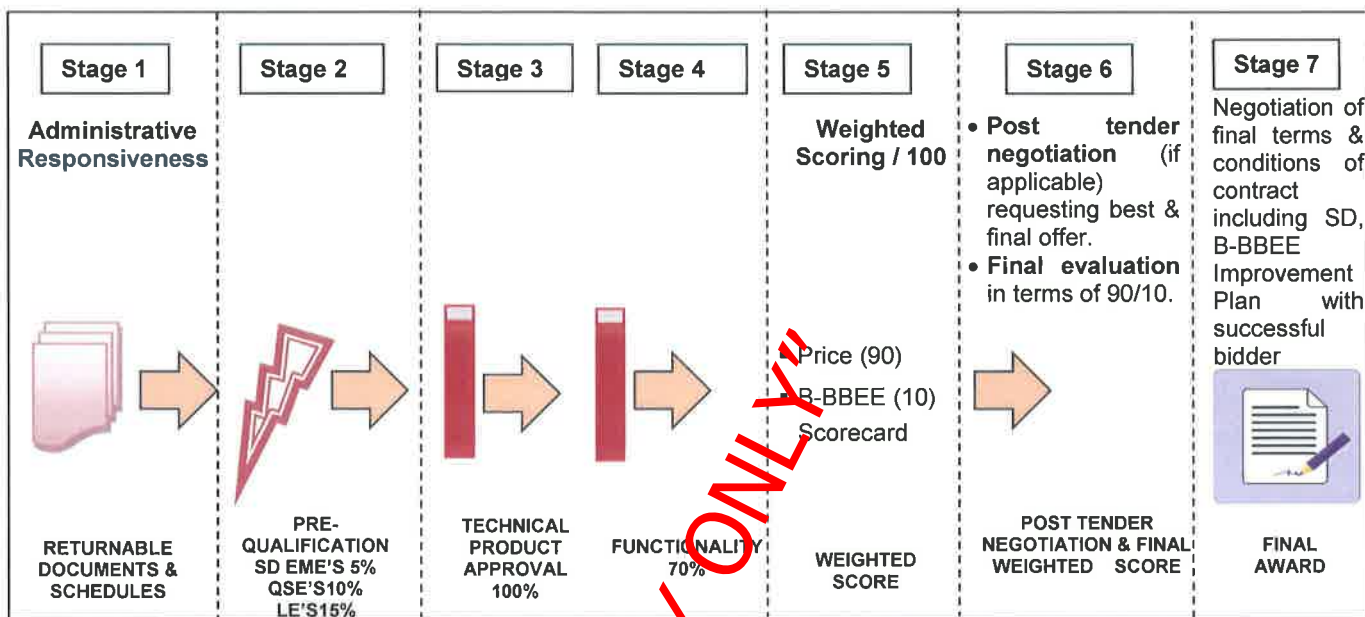 Stage 1
Administrative
Responsiveness
RETURNABLE
DOCUMENTS &
SCHEDULES
Stage 2
PRE-
QUALIFICATION
SD EME'S 5%
QSE'S10%
LE'S15%
Stage 3
TECHNICAL
PRODUCT
APPROVAL
100%
Stage 4
FUNCTIONALITY
70%
Stage 5
Weighted
Scoring / 100
Price (90)
B-BBEE (10)
Scorecard
WEIGHTED
SCORE
Stage 6
• Post tender
negotiation (if
applicable)
requesting best &
final offer.
• Final evaluation
in terms of 90/10.
POST TENDER
NEGOTIATION & FINAL
WEIGHTED SCORE
Stage 7
Negotiation of
final terms &
conditions of
contract
including SD,
B-BBEE
Improvement
Plan with
successful
bidder
FINAL
AWARD
ONLY"